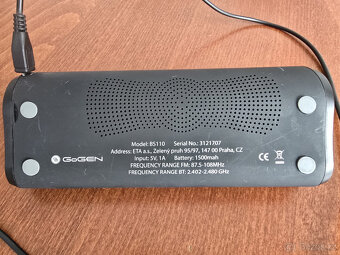 GoGEN
Model: BS110 Serial No.: 3121707
Address: ETA a.s., Zelený pruh 95/97, 147 00 Praha, CZ
Input: 5V, 1A Battery: 1500mah
FREQUENCY RANGE FM: 87.5-108MHz
FREQUENCY RANGE BT: 2.402-2.480 GHz
CE